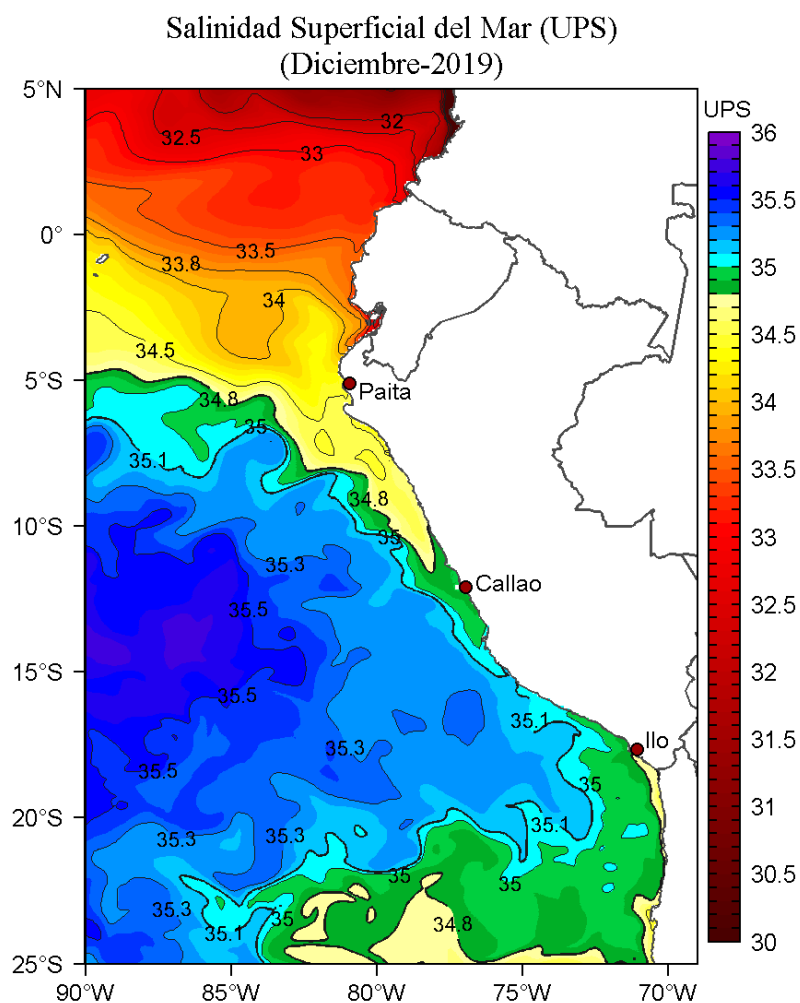 Salinidad Superficial del Mar (UPS)
(Diciembre-2019)
5°N
0°
5°S
10°S
15°S
20°S
25°S
90°W
85°W
80°W
75°W
70°W
32
32.5
33
33.5
33.8
34
34.5
34.8
35
35.1
34.8
35
35.3
35.5
35.5
35.1
35.3
35.5
35
35.1
35.3
35.3
35
35
35.3
35
34.8
35.1
Paita
Callao
Ilo
UPS
36
35.5
35
34.5
34
33.5
33
32.5
32
31.5
31
30.5
30